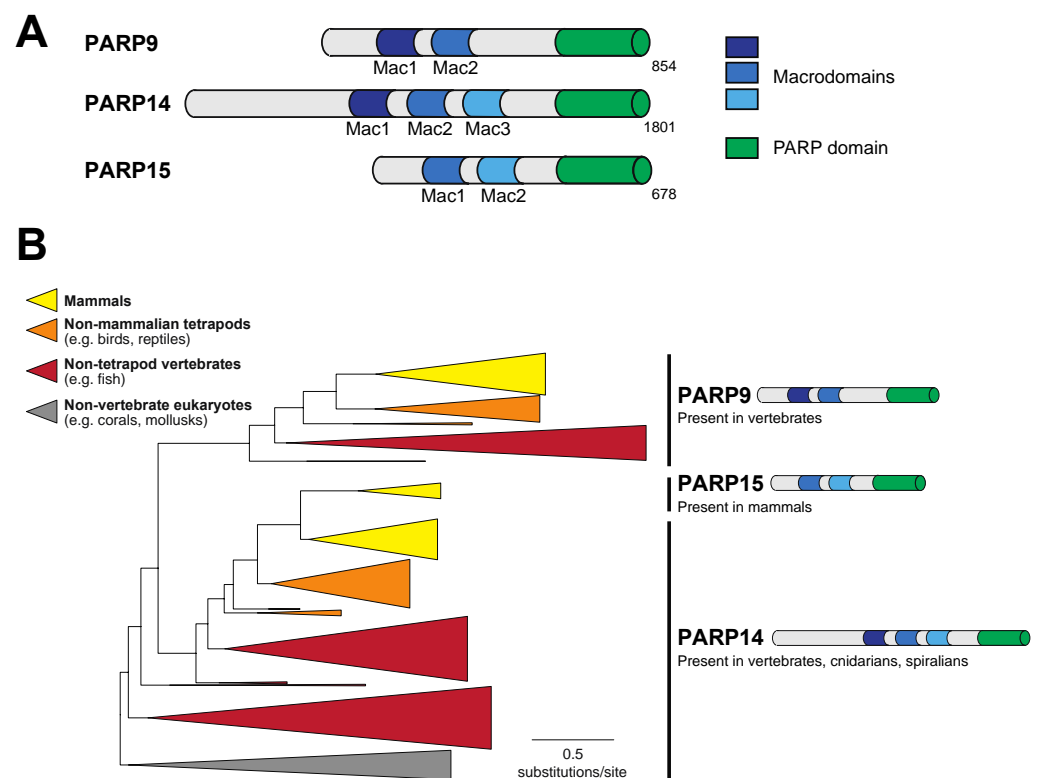 A
PARP9
Mac1 Mac2
854
PARP14
Mac1 Mac2 Mac3
1801
PARP15
Mac1 Mac2
678
Macrodomains
PARP domain
B
Mammals
Non-mammalian tetrapods
(e.g. birds, reptiles)
Non-tetrapod vertebrates
(e.g. fish)
Non-vertebrate eukaryotes
(e.g. corals, mollusks)
PARP9
Present in vertebrates
PARP15
Present in mammals
PARP14
Present in vertebrates, cnidarians, spiralians
0.5
substitutions/site